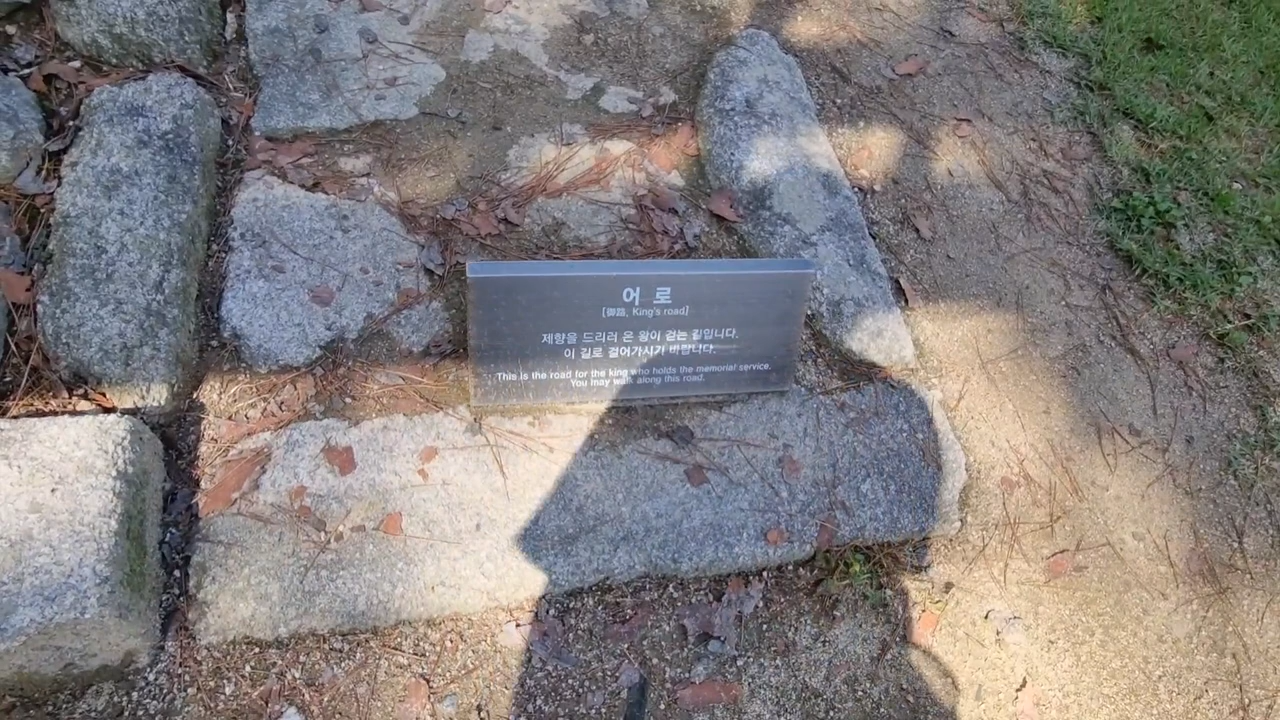 어 로
[御路, King's road]
제향을 드리러 온 왕이 걷는 길입니다.
이 길로 걸어가시기 바랍니다.
This is the road for the king who holds the memorial service.
You may walk along this road.